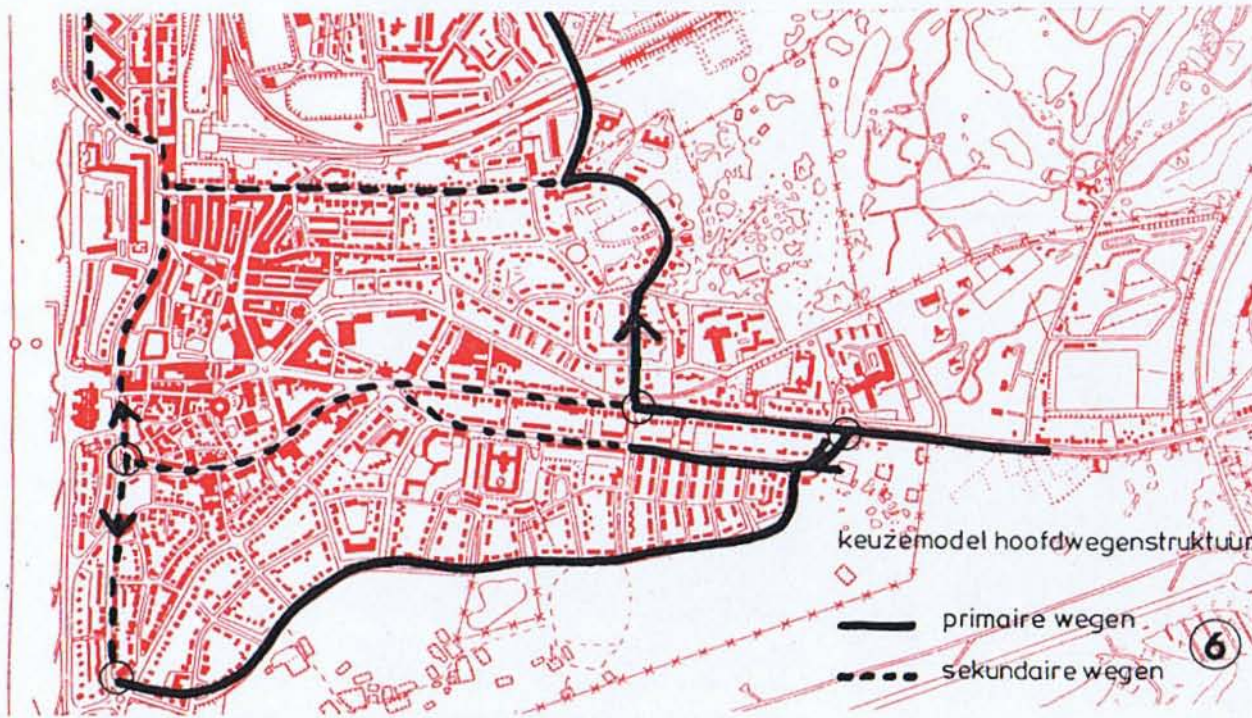 keuzemodel hoofdwegenstruktuur
primaire wegen
6
sekundaire wegen